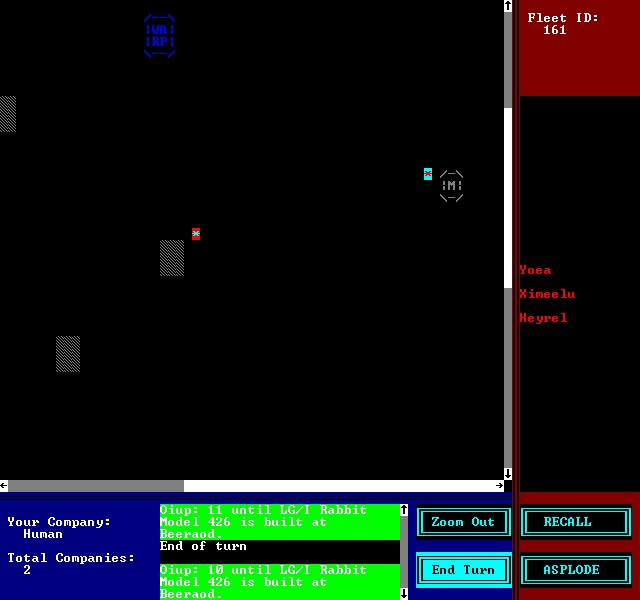 Fleet ID:
161
WA
RP
M
Yoea
Ximeelu
Heyrel
Your Company:
Human
Total Companies:
2
Oiup: 11 until LG/I Rabbit
Model 426 is built at
Beeraod.
End of turn
Oiup: 10 until LG/I Rabbit
Model 426 is built at
Beeraod.
Zoom Out
End Turn
RECALL
ASPLODE